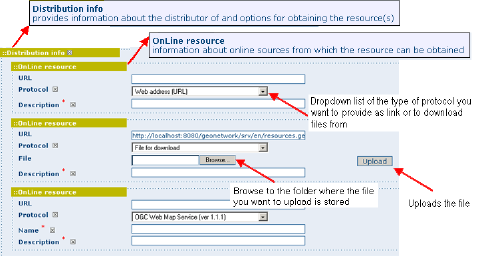 Distribution info
provides information about the distributor of and options for obtaining the resource(s)
OnLine resource
information about online sources from which the resource can be obtained
::Distribution info
::OnLine resource
URL
Protocol
Web address (URL)
Description *
Dropdown list of the type of protocol you
want to provide as link or to download
files from
::OnLine resource
URL
http://localhost:8080/geonetwork/srv/en/resources.ge
Protocol
File for download
File
Browse...
Upload
Description *
Browse to the folder where the file
you want to upload is stored
Uploads the file
::OnLine resource
URL
Protocol
OGC Web Map Service (ver 1.1.1)
Name *
Description *